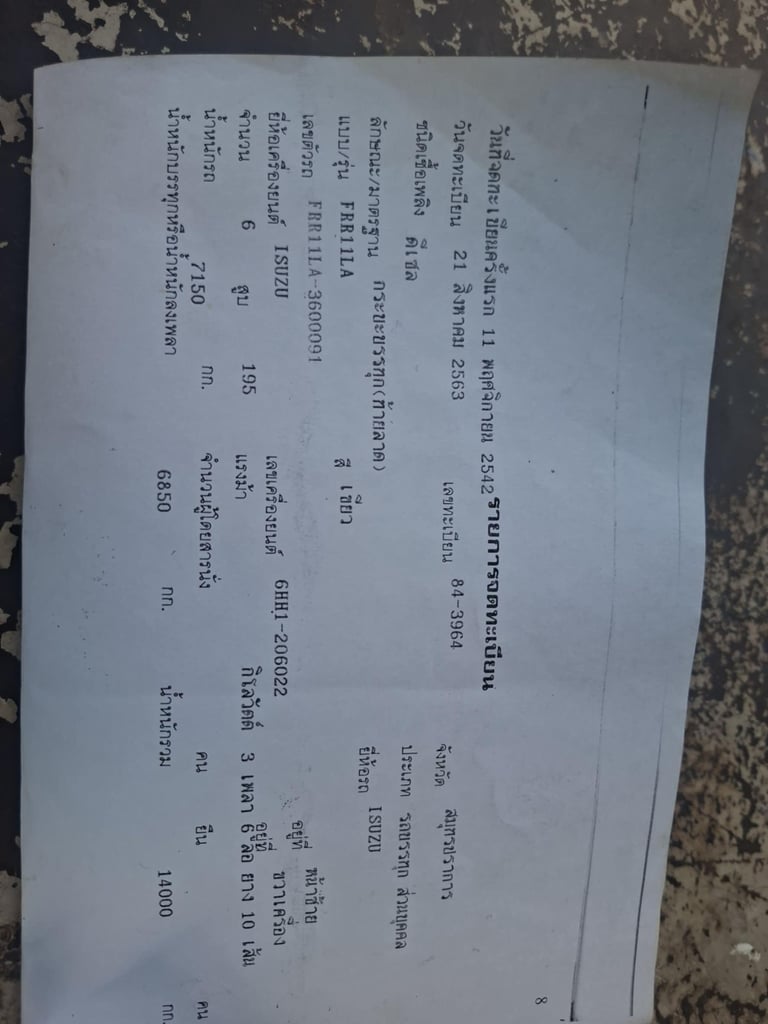 8
วันที่จดทะเบียนครั้งแรก 11 พฤศจิกายน 2542 รายการจดทะเบียน
วันจดทะเบียน 21 สิงหาคม 2563 เลขทะเบียน 84-3964 จังหวัด สมุทรปราการ
ชนิดเชื้อเพลิง ดีเซล ประเภท รถบรรทุก ส่วนบุคคล
ลักษณะ/มาตรฐาน กระบะบรรทุก(ท้ายลาด) ยี่ห้อรถ ISUZU
แบบ/รุ่น FRR11LA สี เขียว
เลขตัวรถ FRR11LA-3600091 อยู่ที่ หน้าซ้าย
ยี่ห้อเครื่องยนต์ ISUZU เลขเครื่องยนต์ 6HH1-206022 อยู่ที่ ขวาเครื่อง
จำนวน 6 สูบ 195 แรงม้า กิโลวัตต์ 3 เพลา 6 ล้อ ยาง 10 เส้น
น้ำหนักรถ 7150 กก. จำนวนผู้โดยสารนั่ง คน ยืน คน
น้ำหนักบรรทุกหรือน้ำหนักลงเพลา 6850 กก. น้ำหนักรวม 14000 กก.